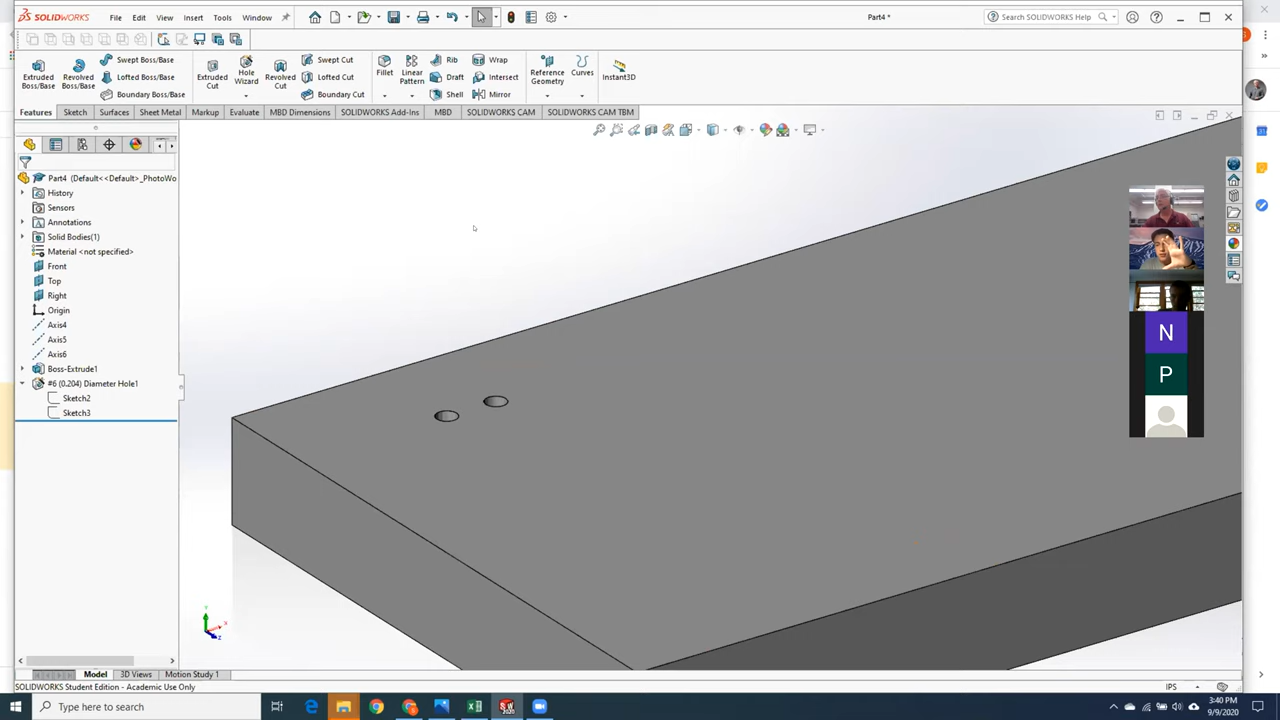 SOLIDWORKS File Edit View Insert Tools Window Part4 * Search SOLIDWORKS Help
Extruded Boss/Base
Revolved Boss/Base
Swept Boss/Base
Lofted Boss/Base
Boundary Boss/Base
Extruded Cut
Hole Wizard
Revolved Cut
Swept Cut
Lofted Cut
Boundary Cut
Fillet
Linear Pattern
Rib
Draft
Shell
Wrap
Intersect
Mirror
Reference Geometry
Curves
Instant3D
Features Sketch Surfaces Sheet Metal Markup Evaluate MBD Dimensions SOLIDWORKS Add-Ins MBD SOLIDWORKS CAM SOLIDWORKS CAM TBM
Part4 (Default<<Default>_PhotoWo
History
Sensors
Annotations
Solid Bodies(1)
Material <not specified>
Front
Top
Right
Origin
Axis4
Axis5
Axis6
Boss-Extrude1
#6 (0.204) Diameter Hole1
Sketch2
Sketch3
N
P
Y
X
Z
Model 3D Views Motion Study 1
SOLIDWORKS Student Edition - Academic Use Only IPS
Type here to search
3:40 PM
9/9/2020